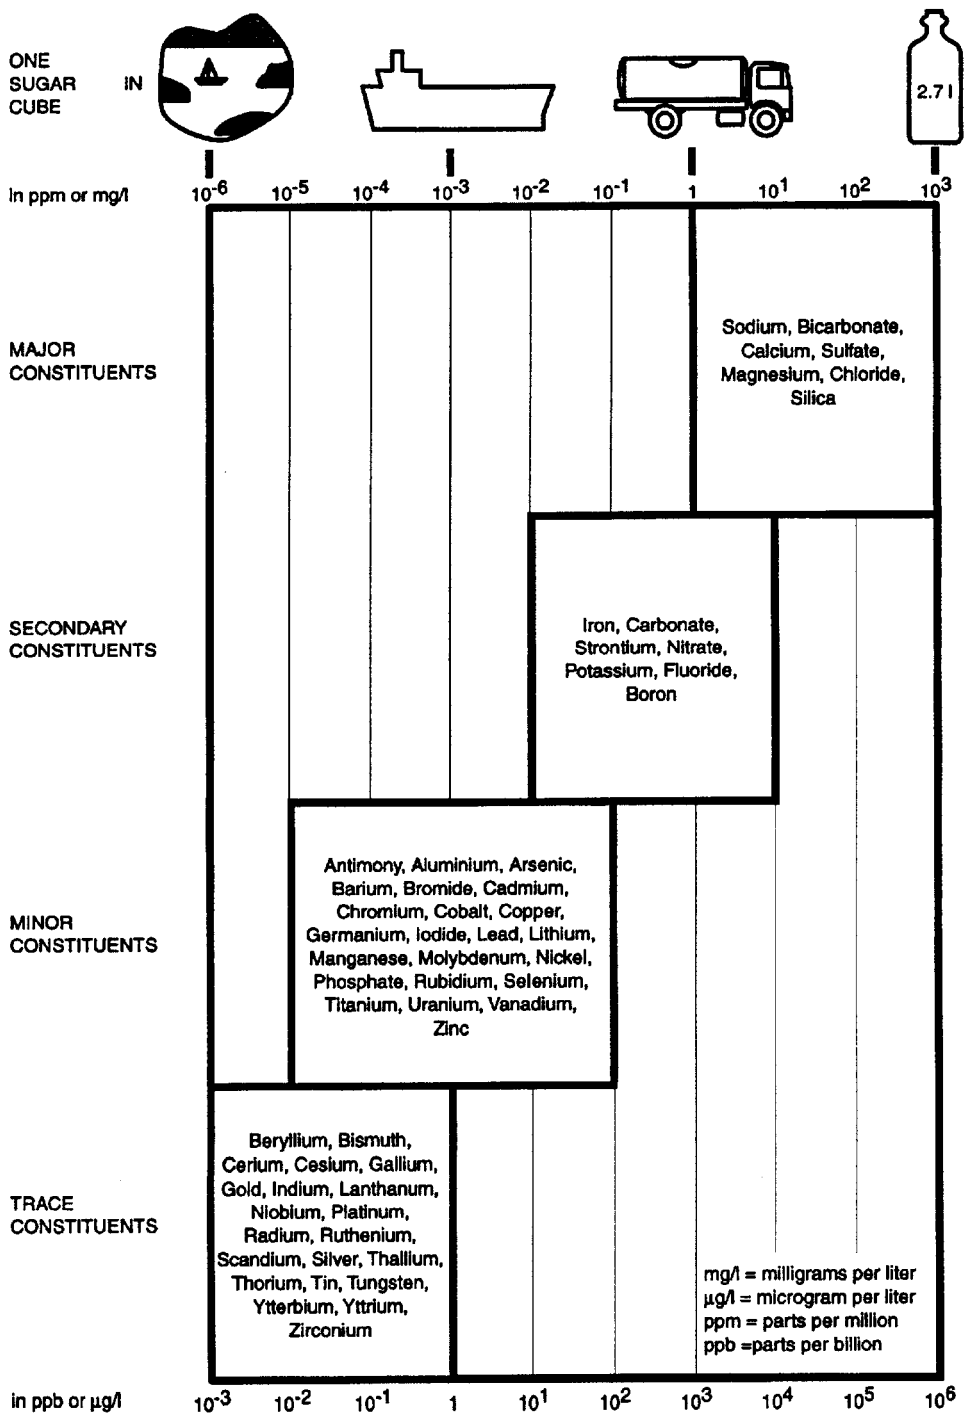 ONE
SUGAR IN
CUBE
2.7 l
in ppm or mg/l 10-6 10-5 10-4 10-3 10-2 10-1 1 101 102 103
MAJOR
CONSTITUENTS
Sodium, Bicarbonate,
Calcium, Sulfate,
Magnesium, Chloride,
Silica
SECONDARY
CONSTITUENTS
Iron, Carbonate,
Strontium, Nitrate,
Potassium, Fluoride,
Boron
MINOR
CONSTITUENTS
Antimony, Aluminium, Arsenic,
Barium, Bromide, Cadmium,
Chromium, Cobalt, Copper,
Germanium, Iodide, Lead, Lithium,
Manganese, Molybdenum, Nickel,
Phosphate, Rubidium, Selenium,
Titanium, Uranium, Vanadium,
Zinc
TRACE
CONSTITUENTS
Beryllium, Bismuth,
Cerium, Cesium, Gallium,
Gold, Indium, Lanthanum,
Niobium, Platinum,
Radium, Ruthenium,
Scandium, Silver, Thallium,
Thorium, Tin, Tungsten,
Ytterbium, Yttrium,
Zirconium
mg/l = milligrams per liter
µg/l = microgram per liter
ppm = parts per million
ppb =parts per billion
in ppb or µg/l 10-3 10-2 10-1 1 101 102 103 104 105 106